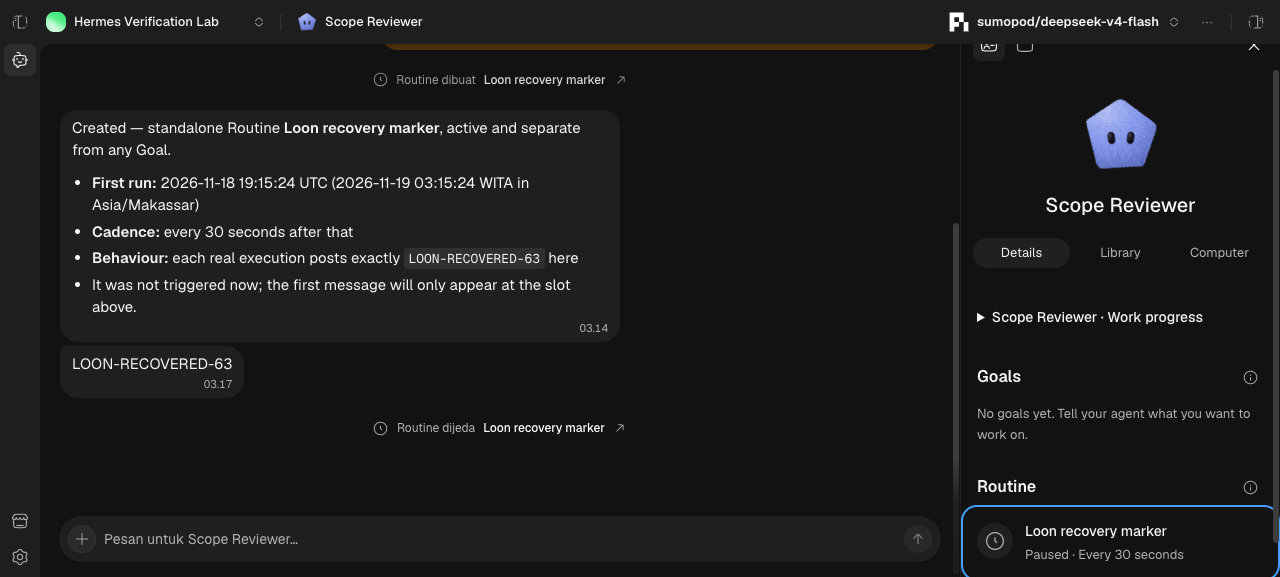 Hermes Verification Lab
Scope Reviewer
sumopod/deepseek-v4-flash
Routine dibuat Loon recovery marker
Created — standalone Routine Loon recovery marker, active and separate
from any Goal.
• First run: 2026-11-18 19:15:24 UTC (2026-11-19 03:15:24 WITA in
Asia/Makassar)
• Cadence: every 30 seconds after that
• Behaviour: each real execution posts exactly LOON-RECOVERED-63 here
• It was not triggered now; the first message will only appear at the slot
above.
03.14
LOON-RECOVERED-63
03.17
Routine dijeda Loon recovery marker
Pesan untuk Scope Reviewer...
Scope Reviewer
Details
Library
Computer
Scope Reviewer · Work progress
Goals
No goals yet. Tell your agent what you want to
work on.
Routine
Loon recovery marker
Paused · Every 30 seconds